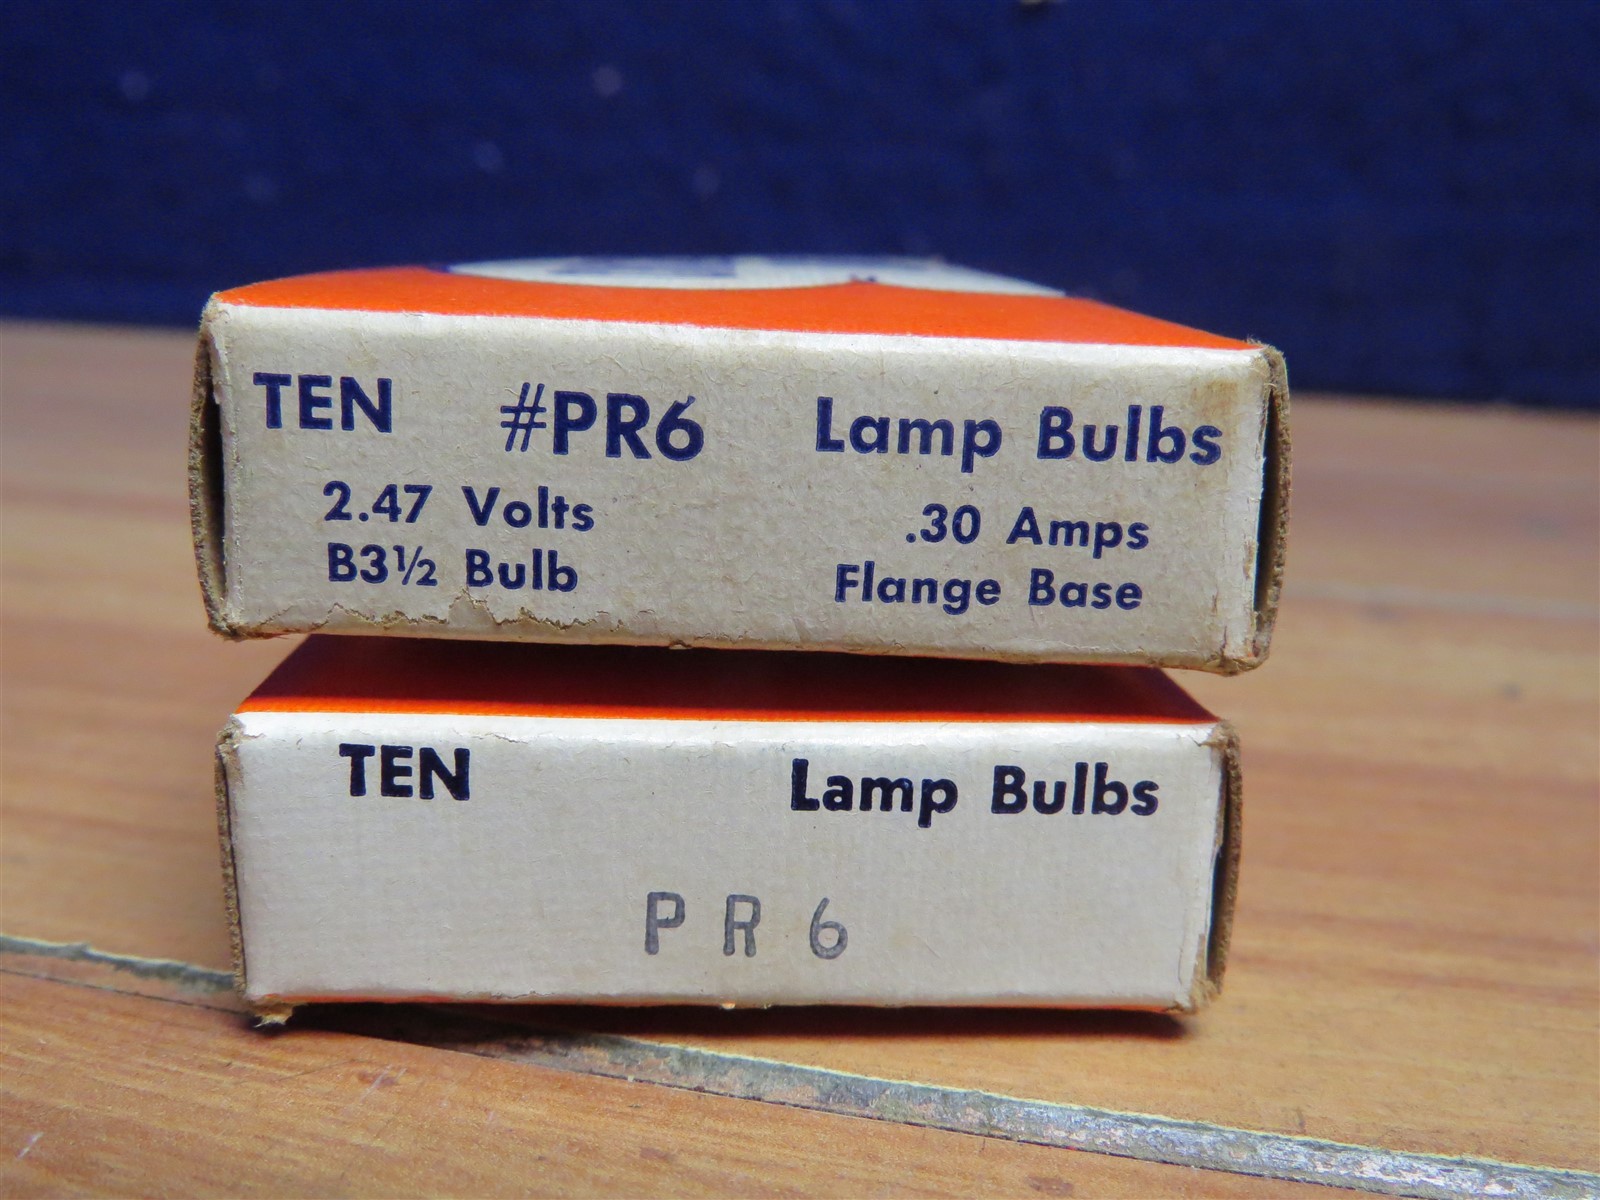 TEN #PR6 Lamp Bulbs
2.47 Volts .30 Amps
B3½ Bulb Flange Base
TEN Lamp Bulbs
PR6